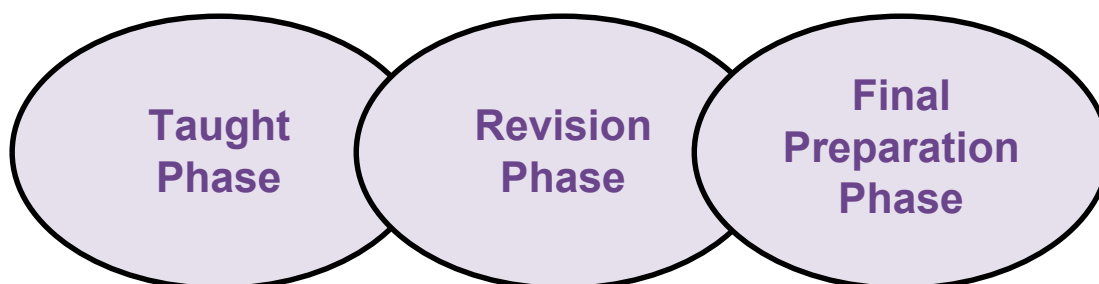 Taught
Phase
Revision
Phase
Final
Preparation
Phase